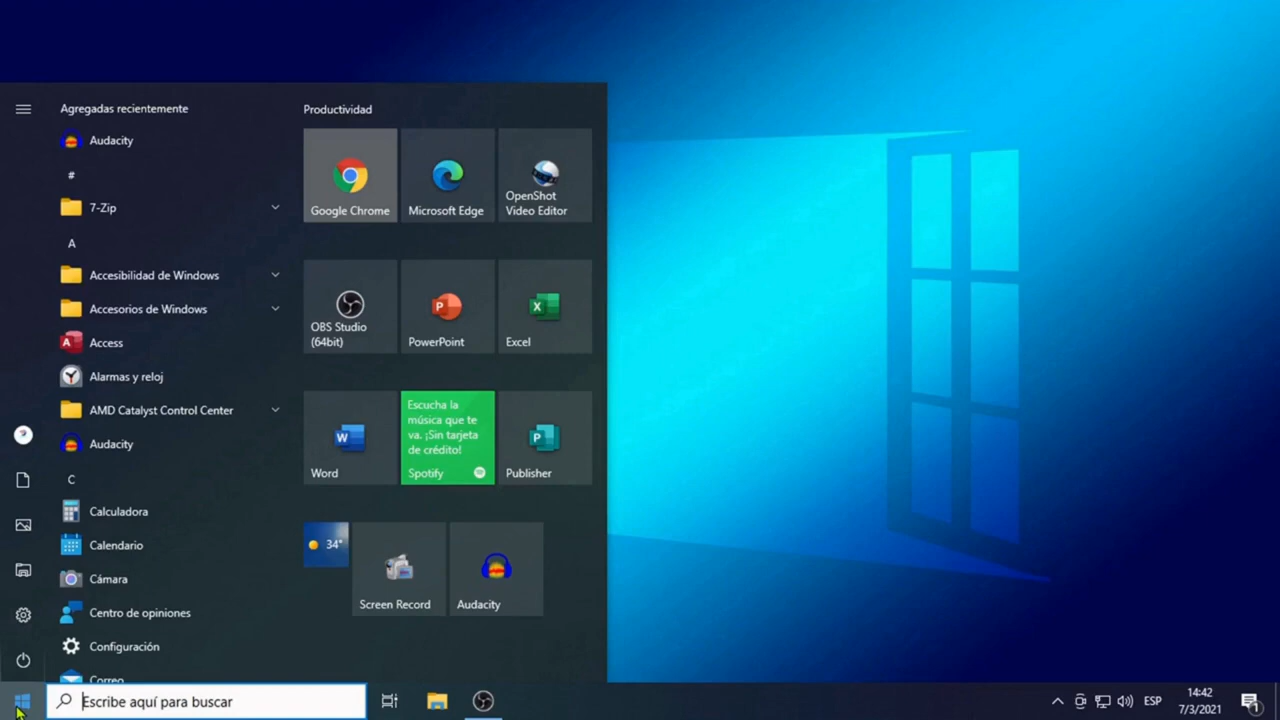 Agregadas recientemente
Audacity
#
7-Zip
A
Accesibilidad de Windows
Accesorios de Windows
Access
Alarmas y reloj
AMD Catalyst Control Center
Audacity
C
Calculadora
Calendario
Cámara
Centro de opiniones
Configuración
Correo
Productividad
Google Chrome
Microsoft Edge
OpenShot
Video Editor
OBS Studio
(64bit)
PowerPoint
Excel
Word
Escucha la
música que te
va. ¡Sin tarjeta
de crédito!
Spotify
Publisher
34°
Screen Record
Audacity
Escribe aquí para buscar
ESP
14:42
7/3/2021
1